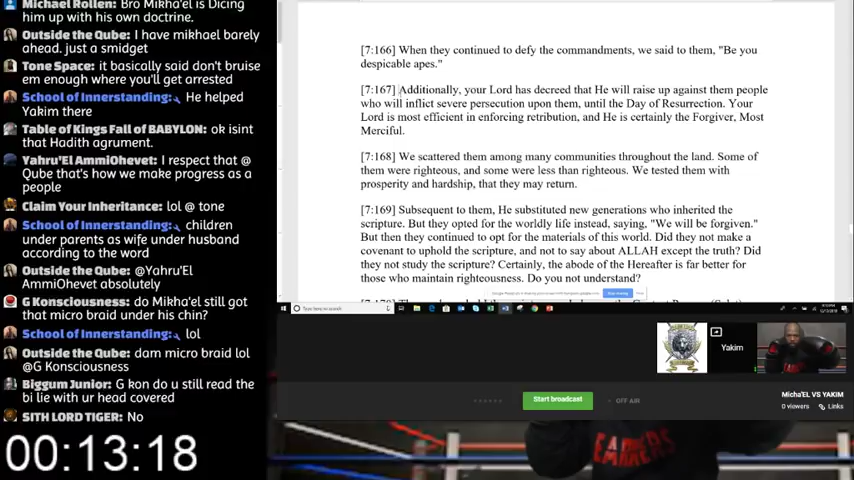 Michael Rollen: Bro Mikha'el is Dicing
him up with his own doctrine.
Outside the Qube: I have mikhael barely
ahead. just a smidget
Tone Space: it basically said don't bruise
em enough where you'll get arrested
School of Innerstanding: He helped
Yakim there
Table of Kings Fall of BABYLON: ok isint
that Hadith agrument.
Yahru'El AmmiOhevet: I respect that @
Qube that's how we make progress as a
people
Claim Your Inheritance: lol @ tone
School of Innerstanding: children
under parents as wife under husband
according to the word
Outside the Qube: @Yahru'El
AmmiOhevet absolutely
G Konsciousness: do Mikha'el still got
that micro braid under his chin?
School of Innerstanding: lol
Outside the Qube: dam micro braid lol
@G Konsciousness
Biggum Junior: G kon do u still read the
bi lie with ur head covered
SITH LORD TIGER: No
00:13:18
[7:166] When they continued to defy the commandments, we said to them, "Be you
despicable apes."
[7:167] Additionally, your Lord has decreed that He will raise up against them people
who will inflict severe persecution upon them, until the Day of Resurrection. Your
Lord is most efficient in enforcing retribution, and He is certainly the Forgiver, Most
Merciful.
[7:168] We scattered them among many communities throughout the land. Some of
them were righteous, and some were less than righteous. We tested them with
prosperity and hardship, that they may return.
[7:169] Subsequent to them, He substituted new generations who inherited the
scripture. But they opted for the worldly life instead, saying, "We will be forgiven."
But then they continued to opt for the materials of this world. Did they not make a
covenant to uphold the scripture, and not to say about ALLAH except the truth? Did
they not study the scripture? Certainly, the abode of the Hereafter is far better for
those who maintain righteousness. Do you not understand?
Yakim
Start broadcast
OFF AIR
Micha'EL VS YAKIM
0 viewers
Links